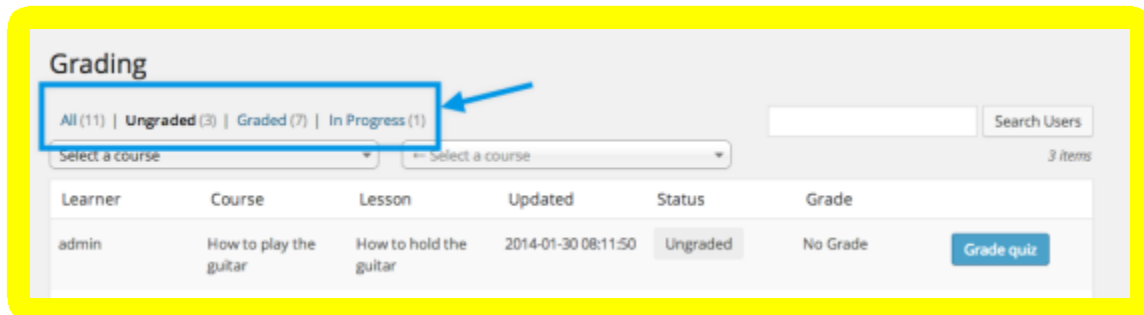 Grading
All (11) | Ungraded (3) | Graded (7) | In Progress (1)
Search Users
Select a course
← Select a course
3 items
Learner Course Lesson Updated Status Grade
admin How to play the guitar How to hold the guitar 2014-01-30 08:11:50 Ungraded No Grade Grade quiz